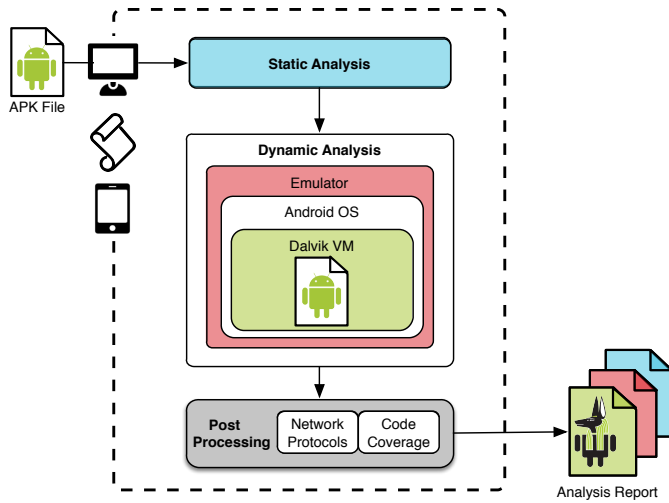 APK File
Static Analysis
Dynamic Analysis
Emulator
Android OS
Dalvik VM
Post
Processing
Network
Protocols
Code
Coverage
Analysis Report